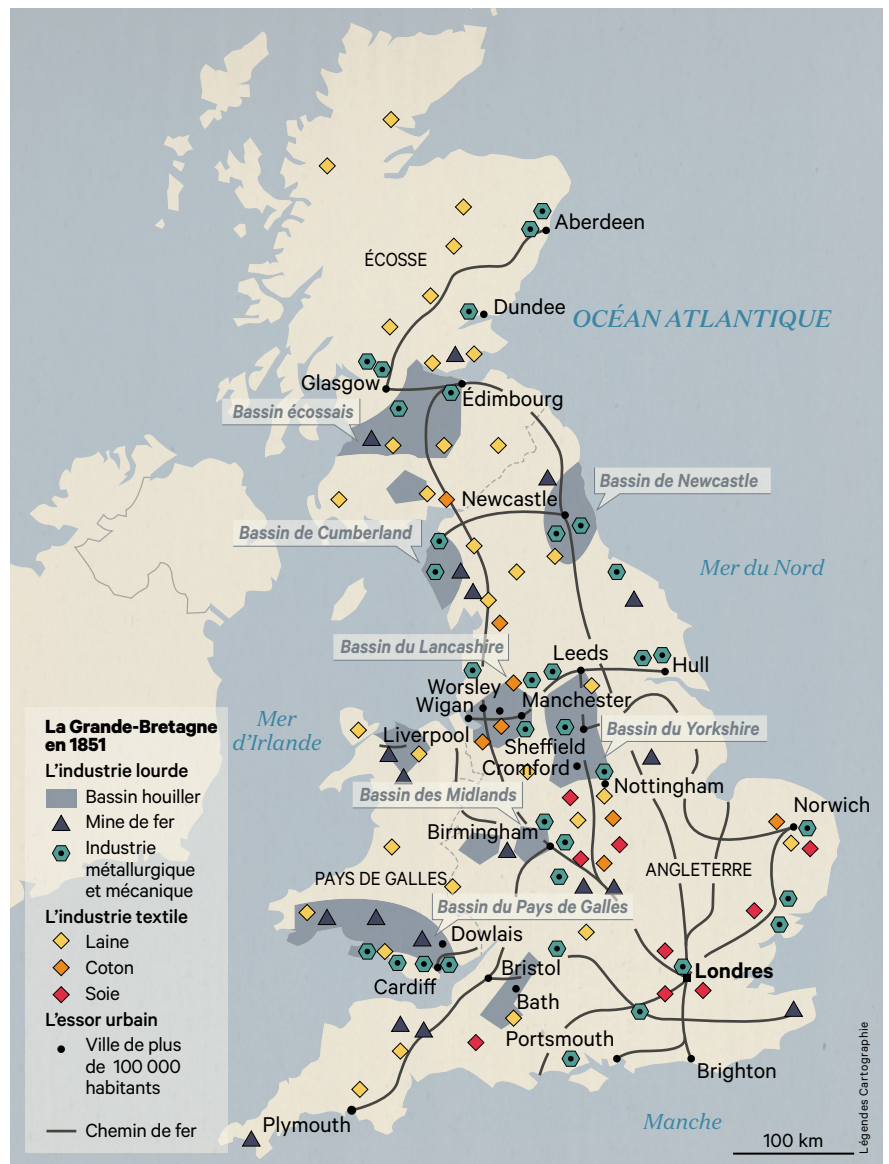 Aberdeen
ÉCOSSE
Dundee
OCÉAN ATLANTIQUE
Glasgow
Édimbourg
Bassin écossais
Bassin de Newcastle
Newcastle
Bassin de Cumberland
Mer du Nord
Bassin du Lancashire
Leeds
Hull
Worsley
Wigan
Manchester
Mer
d'Irlande
Liverpool
Bassin du Yorkshire
Sheffield
Cromford
Nottingham
Bassin des Midlands
Norwich
Birmingham
ANGLETERRE
PAYS DE GALLES
Bassin du Pays de Galles
Dowlais
Bristol
Londres
Cardiff
Bath
Portsmouth
Brighton
Plymouth
Manche
100 km
Légendes Cartographie
La Grande-Bretagne
en 1851
L'industrie lourde
Bassin houiller
Mine de fer
Industrie
métallurgique
et mécanique
L'industrie textile
Laine
Coton
Soie
L'essor urbain
Ville de plus
de 100 000
habitants
Chemin de fer